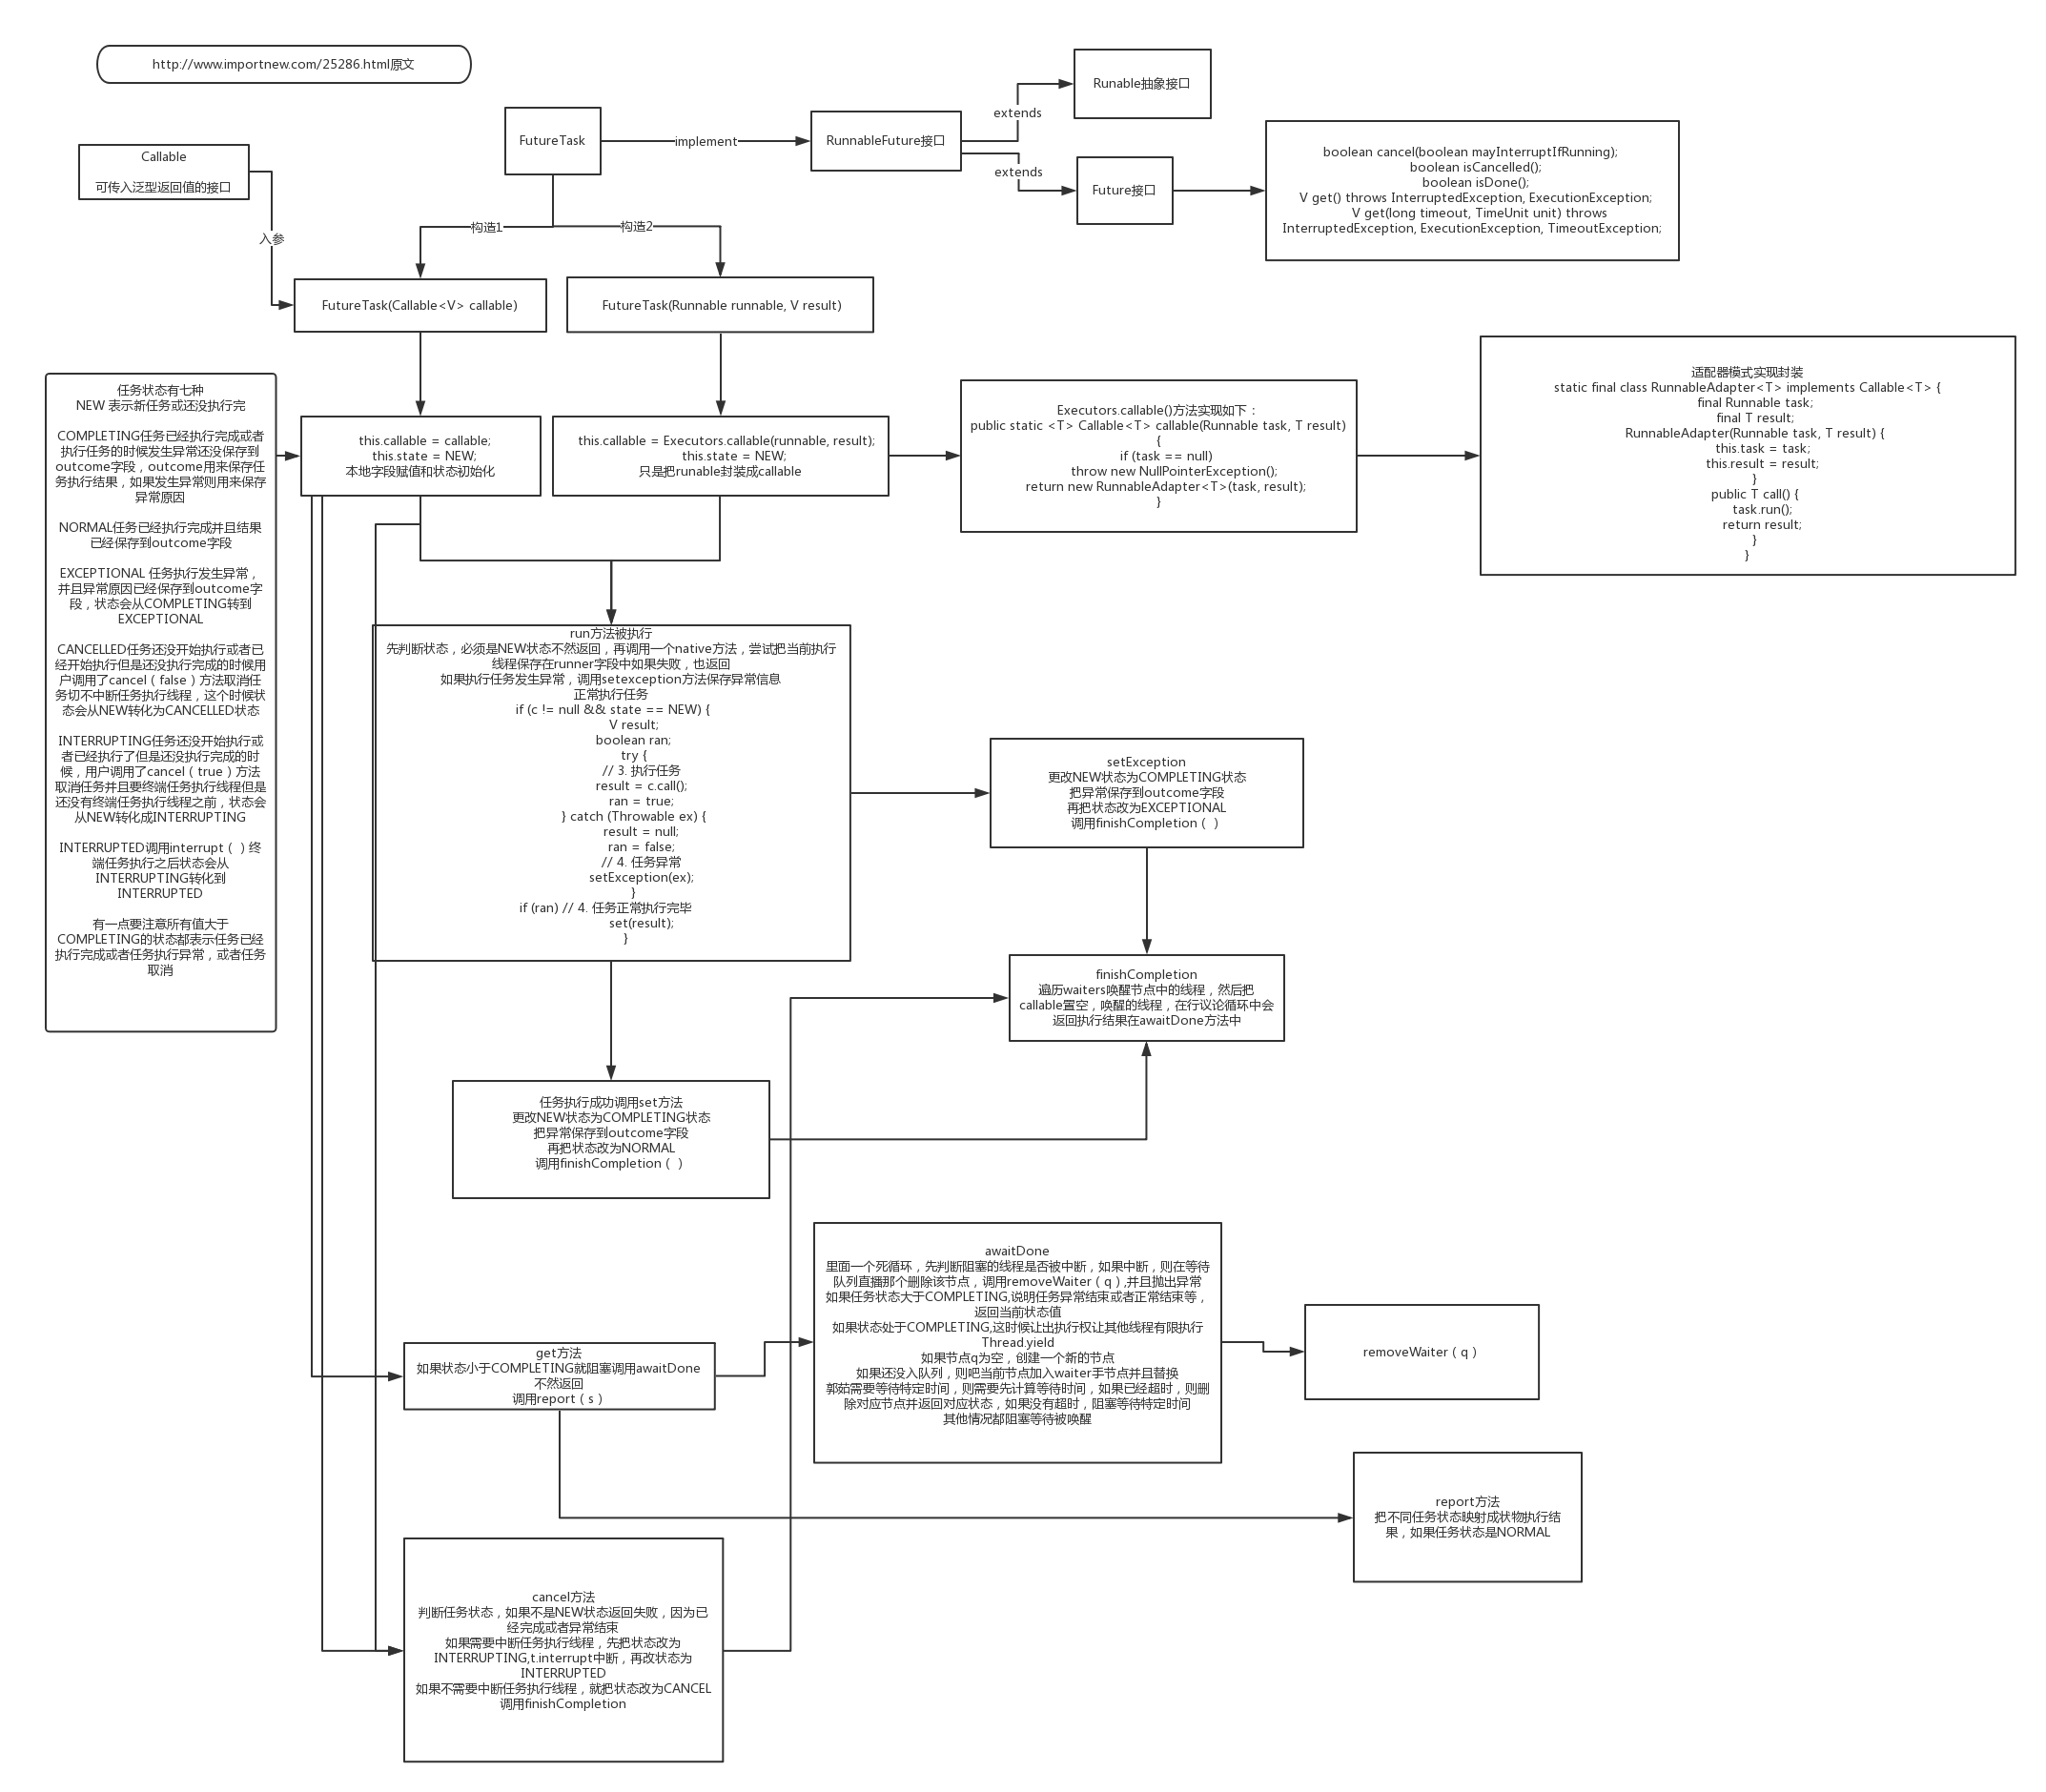 http://www.importnew.com/25286.html原文
Runable抽象接口
extends
FutureTask
implement
RunnableFuture接口
extends
Future接口
boolean cancel(boolean mayInterruptIfRunning);
boolean isCancelled();
boolean isDone();
V get() throws InterruptedException, ExecutionException;
V get(long timeout, TimeUnit unit) throws
InterruptedException, ExecutionException, TimeoutException;
Callable
可传入泛型返回值的接口
入参
构造1
构造2
FutureTask(Callable<V> callable)
FutureTask(Runnable runnable, V result)
任务状态有七种
NEW 表示新任务或还没执行完
COMPLETING任务已经执行完成或者
执行任务的时候发生异常还没保存到
outcome字段，outcome用来保存任
务执行结果，如果发生异常则用来保存
异常原因
NORMAL任务已经执行完成并且结果
已经保存到outcome字段
EXCEPTIONAL 任务执行发生异常，
并且异常原因已经保存到outcome字
段，状态会从COMPLETING转到
EXCEPTIONAL
CANCELLED任务还没开始执行或者已
经开始执行但是还没执行完成的时候用
户调用了cancel（false）方法取消任
务切不中断任务执行线程，这个时候状
态会从NEW转化为CANCELLED状态
INTERRUPTING任务还没开始执行或
者已经执行了但是还没执行完成的时
候，用户调用了cancel（true）方法
取消任务并且要终端任务执行线程但是
还没有终端任务执行线程之前，状态会
从NEW转化成INTERRUPTING
INTERRUPTED调用interrupt（ ）终
端任务执行之后状态会从
INTERRUPTING转化到
INTERRUPTED
有一点要注意所有值大于
COMPLETING的状态都表示任务已经
执行完成或者任务执行异常，或者任务
取消
this.callable = callable;
this.state = NEW;
本地字段赋值和状态初始化
this.callable = Executors.callable(runnable, result);
this.state = NEW;
只是把runable封装成callable
Executors.callable()方法实现如下：
public static <T> Callable<T> callable(Runnable task, T result)
{
if (task == null)
throw new NullPointerException();
return new RunnableAdapter<T>(task, result);
}
适配器模式实现封装
static final class RunnableAdapter<T> implements Callable<T> {
final Runnable task;
final T result;
RunnableAdapter(Runnable task, T result) {
this.task = task;
this.result = result;
}
public T call() {
task.run();
return result;
}
}
run方法被执行
先判断状态，必须是NEW状态不然返回，再调用一个native方法，尝试把当前执行
线程保存在runner字段中如果失败，也返回
如果执行任务发生异常，调用setexception方法保存异常信息
正常执行任务
if (c != null && state == NEW) {
V result;
boolean ran;
try {
// 3. 执行任务
result = c.call();
ran = true;
} catch (Throwable ex) {
result = null;
ran = false;
// 4. 任务异常
setException(ex);
}
if (ran) // 4. 任务正常执行完毕
set(result);
}
setException
更改NEW状态为COMPLETING状态
把异常保存到outcome字段
再把状态改为EXCEPTIONAL
调用finishCompletion（ ）
finishCompletion
遍历waiters唤醒节点中的线程，然后把
callable置空，唤醒的线程，在行议论循环中会
返回执行结果在awaitDone方法中
任务执行成功调用set方法
更改NEW状态为COMPLETING状态
把异常保存到outcome字段
再把状态改为NORMAL
调用finishCompletion（ ）
awaitDone
里面一个死循环，先判断阻塞的线程是否被中断，如果中断，则在等待
队列直播那个删除该节点，调用removeWaiter（q）,并且抛出异常
如果任务状态大于COMPLETING,说明任务异常结束或者正常结束等，
返回当前状态值
如果状态处于COMPLETING,这时候让出执行权让其他线程有限执行
Thread.yield
如果节点q为空，创建一个新的节点
如果还没入队列，则吧当前节点加入waiter手节点并且替换
郭茹需要等待特定时间，则需要先计算等待时间，如果已经超时，则删
除对应节点并返回对应状态，如果没有超时，阻塞等待特定时间
其他情况都阻塞等待被唤醒
removeWaiter（q）
get方法
如果状态小于COMPLETING就阻塞调用awaitDone
不然返回
调用report（s）
report方法
把不同任务状态映射成状物执行结
果，如果任务状态是NORMAL
cancel方法
判断任务状态，如果不是NEW状态返回失败，因为已
经完成或者异常结束
如果需要中断任务执行线程，先把状态改为
INTERRUPTING,t.interrupt中断，再改状态为
INTERRUPTED
如果不需要中断任务执行线程，就把状态改为CANCEL
调用finishCompletion